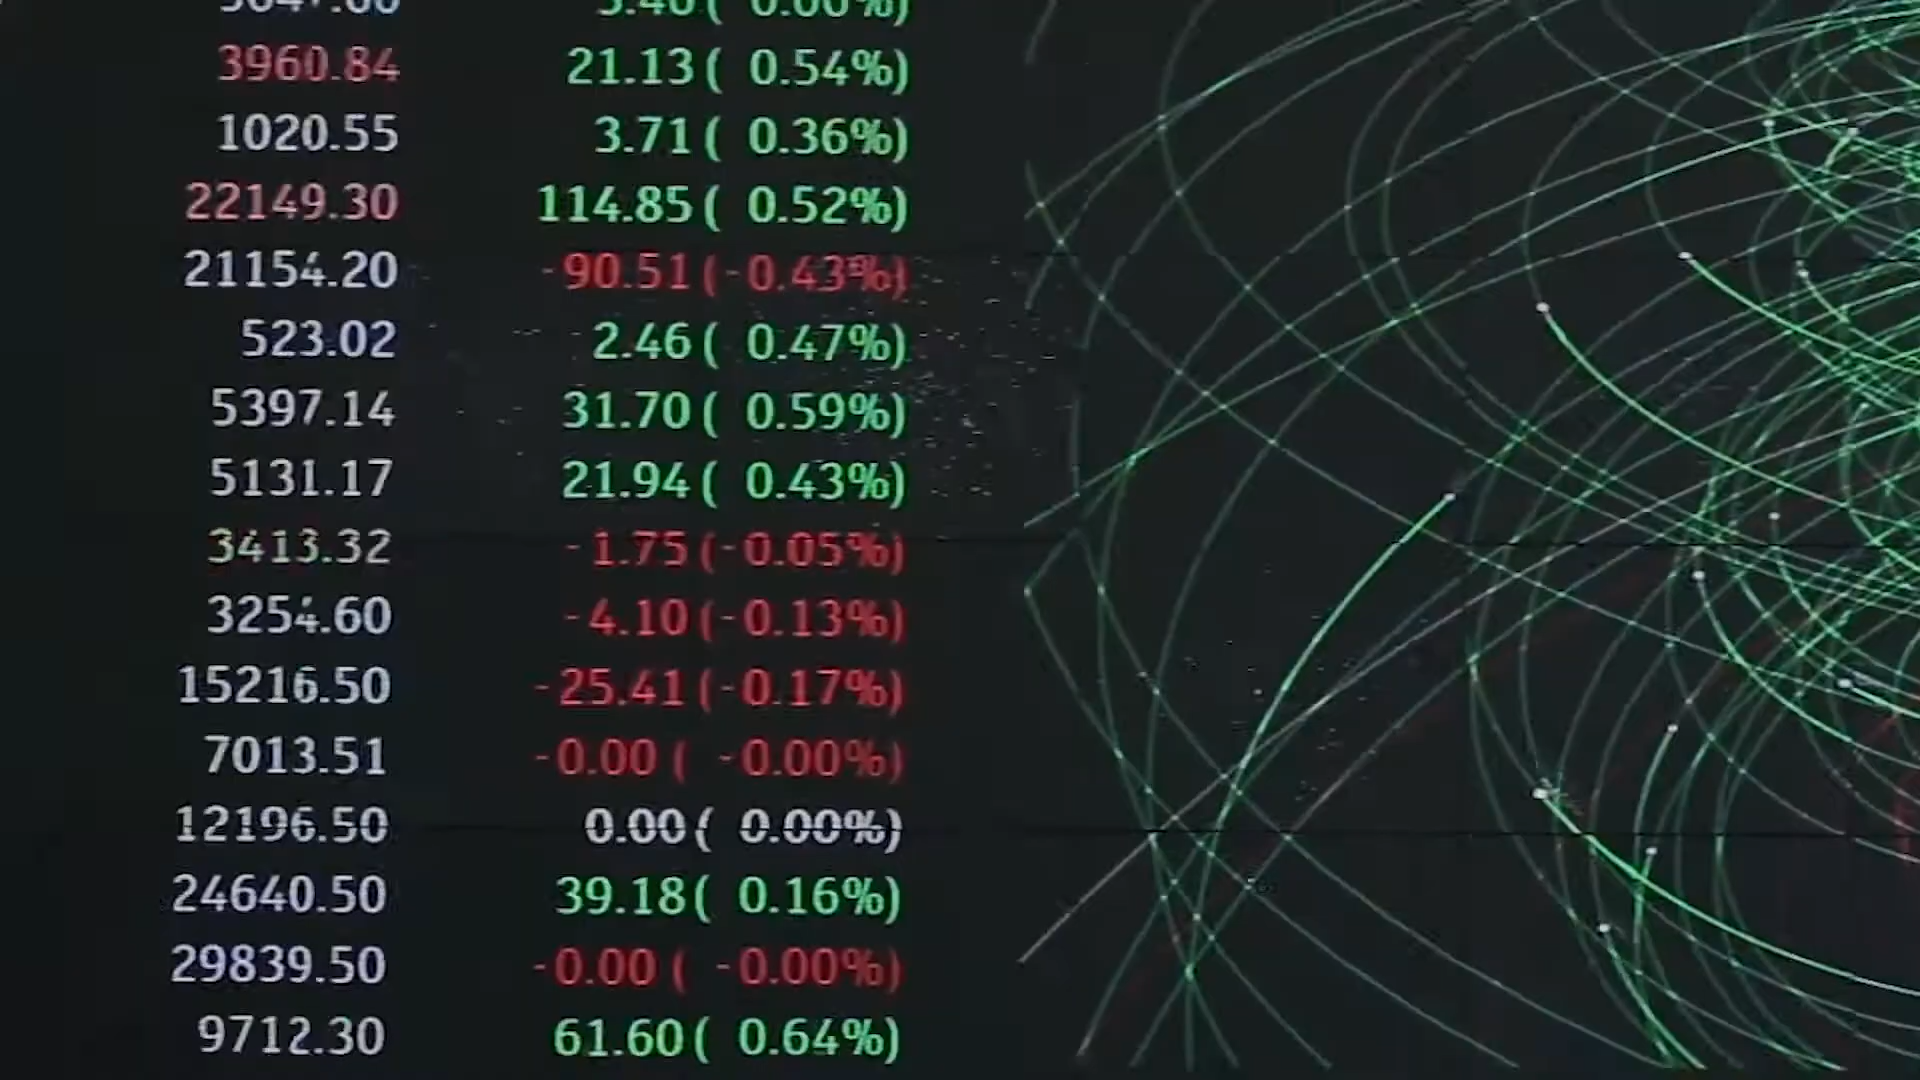 3960.84 21.13 ( 0.54%)
1020.55 3.71 ( 0.36%)
22149.30 114.85 ( 0.52%)
21154.20 -90.51 (-0.43%)
523.02 2.46 ( 0.47%)
5397.14 31.70 ( 0.59%)
5131.17 21.94 ( 0.43%)
3413.32 -1.75 (-0.05%)
3254.60 -4.10 (-0.13%)
15216.50 -25.41 (-0.17%)
7013.51 -0.00 ( -0.00%)
12196.50 0.00 ( 0.00%)
24640.50 39.18 ( 0.16%)
29839.50 -0.00 ( -0.00%)
9712.30 61.60 ( 0.64%)